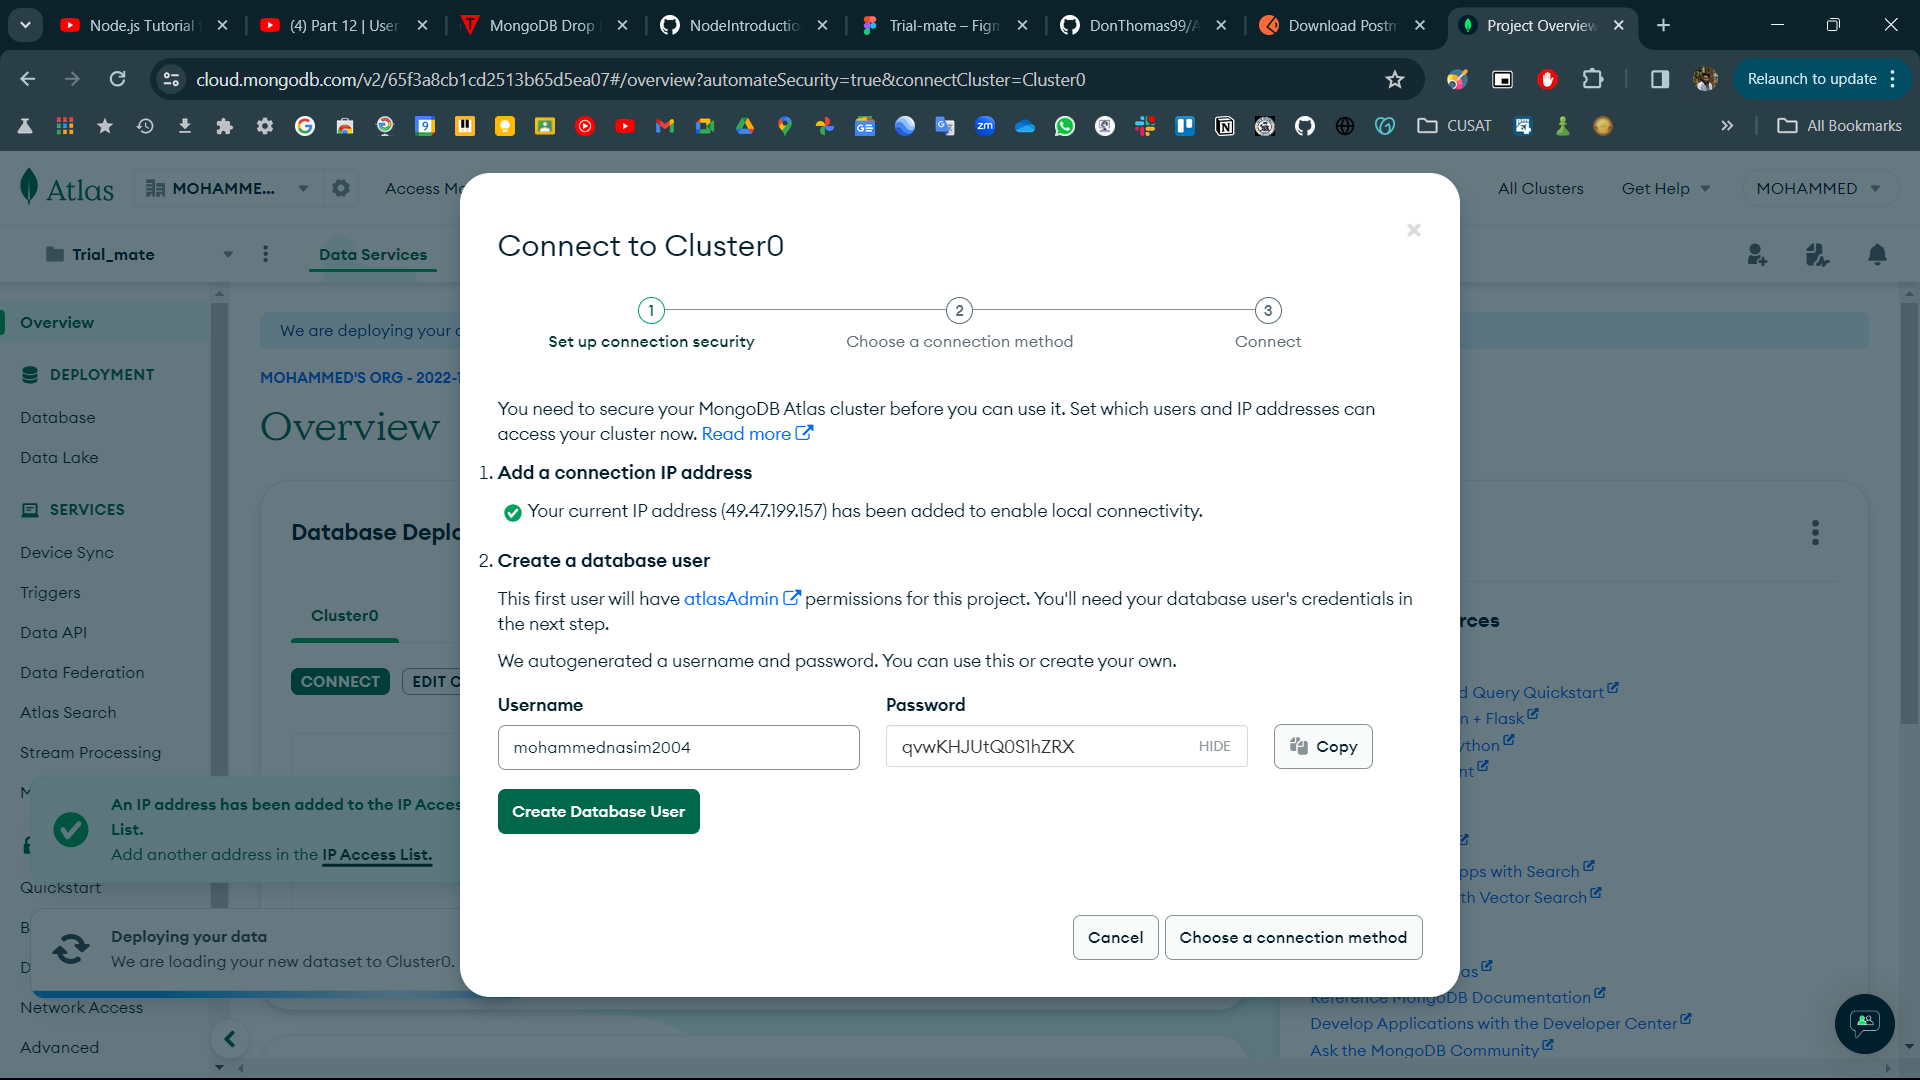 Node.js Tutorial
(4) Part 12 | User
MongoDB Drop
NodeIntroductio
Trial-mate – Figm
DonThomas99/A
Download Postm
Project Overview
cloud.mongodb.com/v2/65f3a8cb1cd2513b65d5ea07#/overview?automateSecurity=true&connectCluster=Cluster0
Relaunch to update
CUSAT
All Bookmarks
Atlas
MOHAMME...
Access Ma
All Clusters
Get Help
MOHAMMED
Trial_mate
Data Services
Overview
DEPLOYMENT
Database
Data Lake
SERVICES
Device Sync
Triggers
Data API
Data Federation
Atlas Search
Stream Processing
Quickstart
Network Access
Advanced
We are deploying your
MOHAMMED'S ORG - 2022-1
Overview
Database Deplo
Cluster0
CONNECT
EDIT C
An IP address has been added to the IP Acces
List.
Add another address in the IP Access List.
Deploying your data
We are loading your new dataset to Cluster0.
Connect to Cluster0
1
2
3
Set up connection security
Choose a connection method
Connect
You need to secure your MongoDB Atlas cluster before you can use it. Set which users and IP addresses can
access your cluster now. Read more
1. Add a connection IP address
Your current IP address (49.47.199.157) has been added to enable local connectivity.
2. Create a database user
This first user will have atlasAdmin permissions for this project. You'll need your database user's credentials in
the next step.
We autogenerated a username and password. You can use this or create your own.
Username
Password
mohammednasim2004
qvwKHJUtQ0S1hZRX
HIDE
Copy
Create Database User
Cancel
Choose a connection method
rces
d Query Quickstart
n + Flask
ython
nt
pps with Search
th Vector Search
as
Reference MongoDB Documentation
Develop Applications with the Developer Center
Ask the MongoDB Community